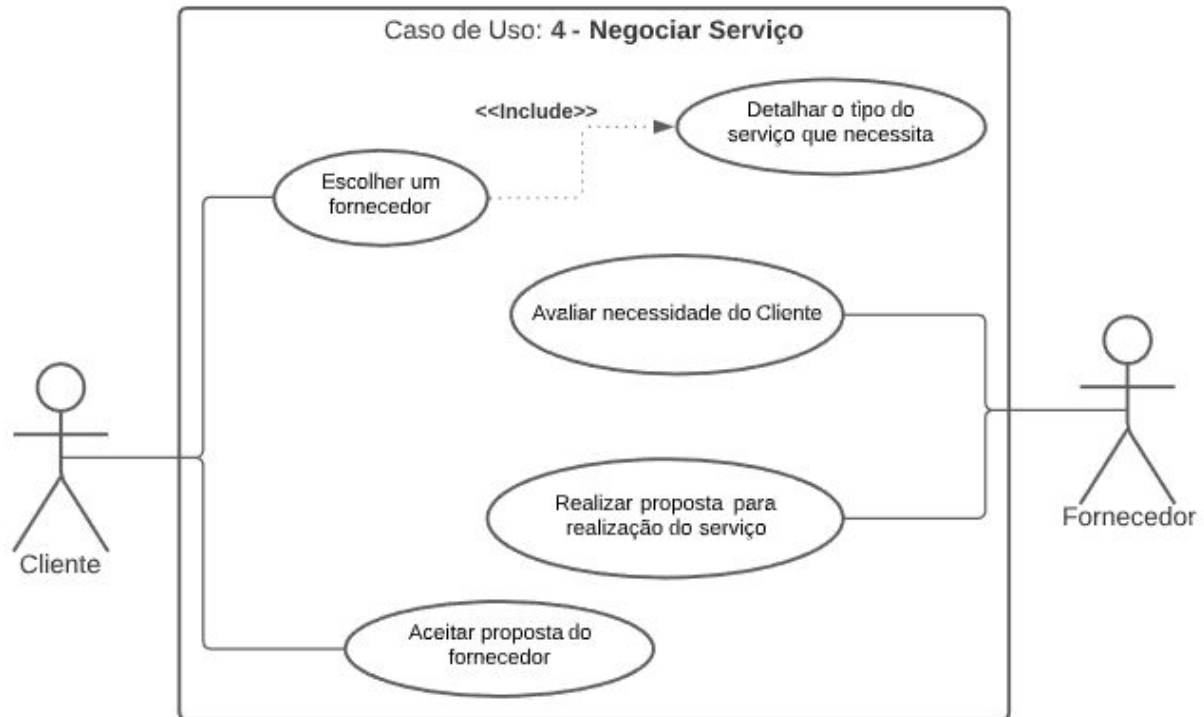 Caso de Uso: 4 - Negociar Serviço
<<Include>>
Detalhar o tipo do
serviço que necessita
Escolher um
fornecedor
Avaliar necessidade do Cliente
Realizar proposta para
realização do serviço
Fornecedor
Cliente
Aceitar proposta do
fornecedor